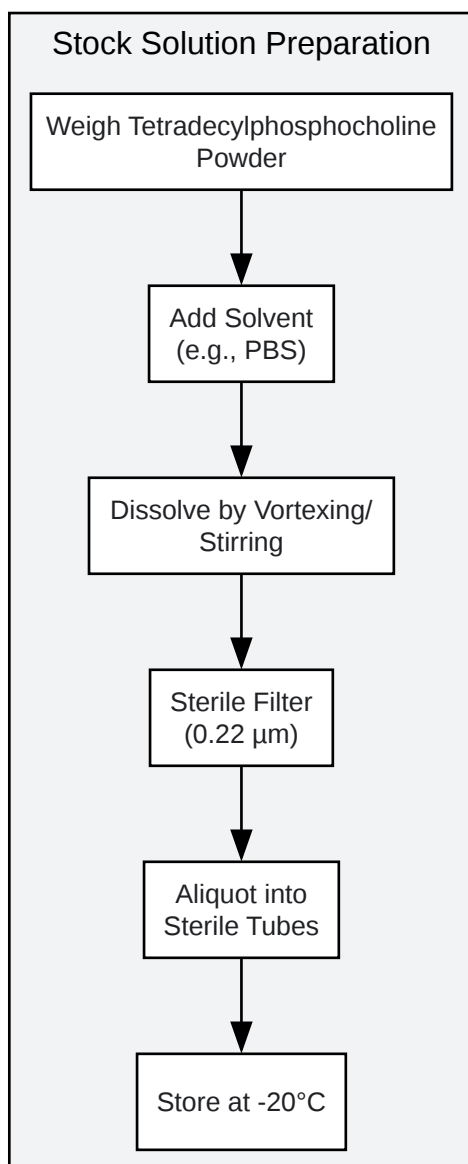 Stock Solution Preparation
Weigh Tetradecylphosphocholine
Powder
Add Solvent
(e.g., PBS)
Dissolve by Vortexing/
Stirring
Sterile Filter
(0.22 µm)
Aliquot into
Sterile Tubes
Store at -20°C